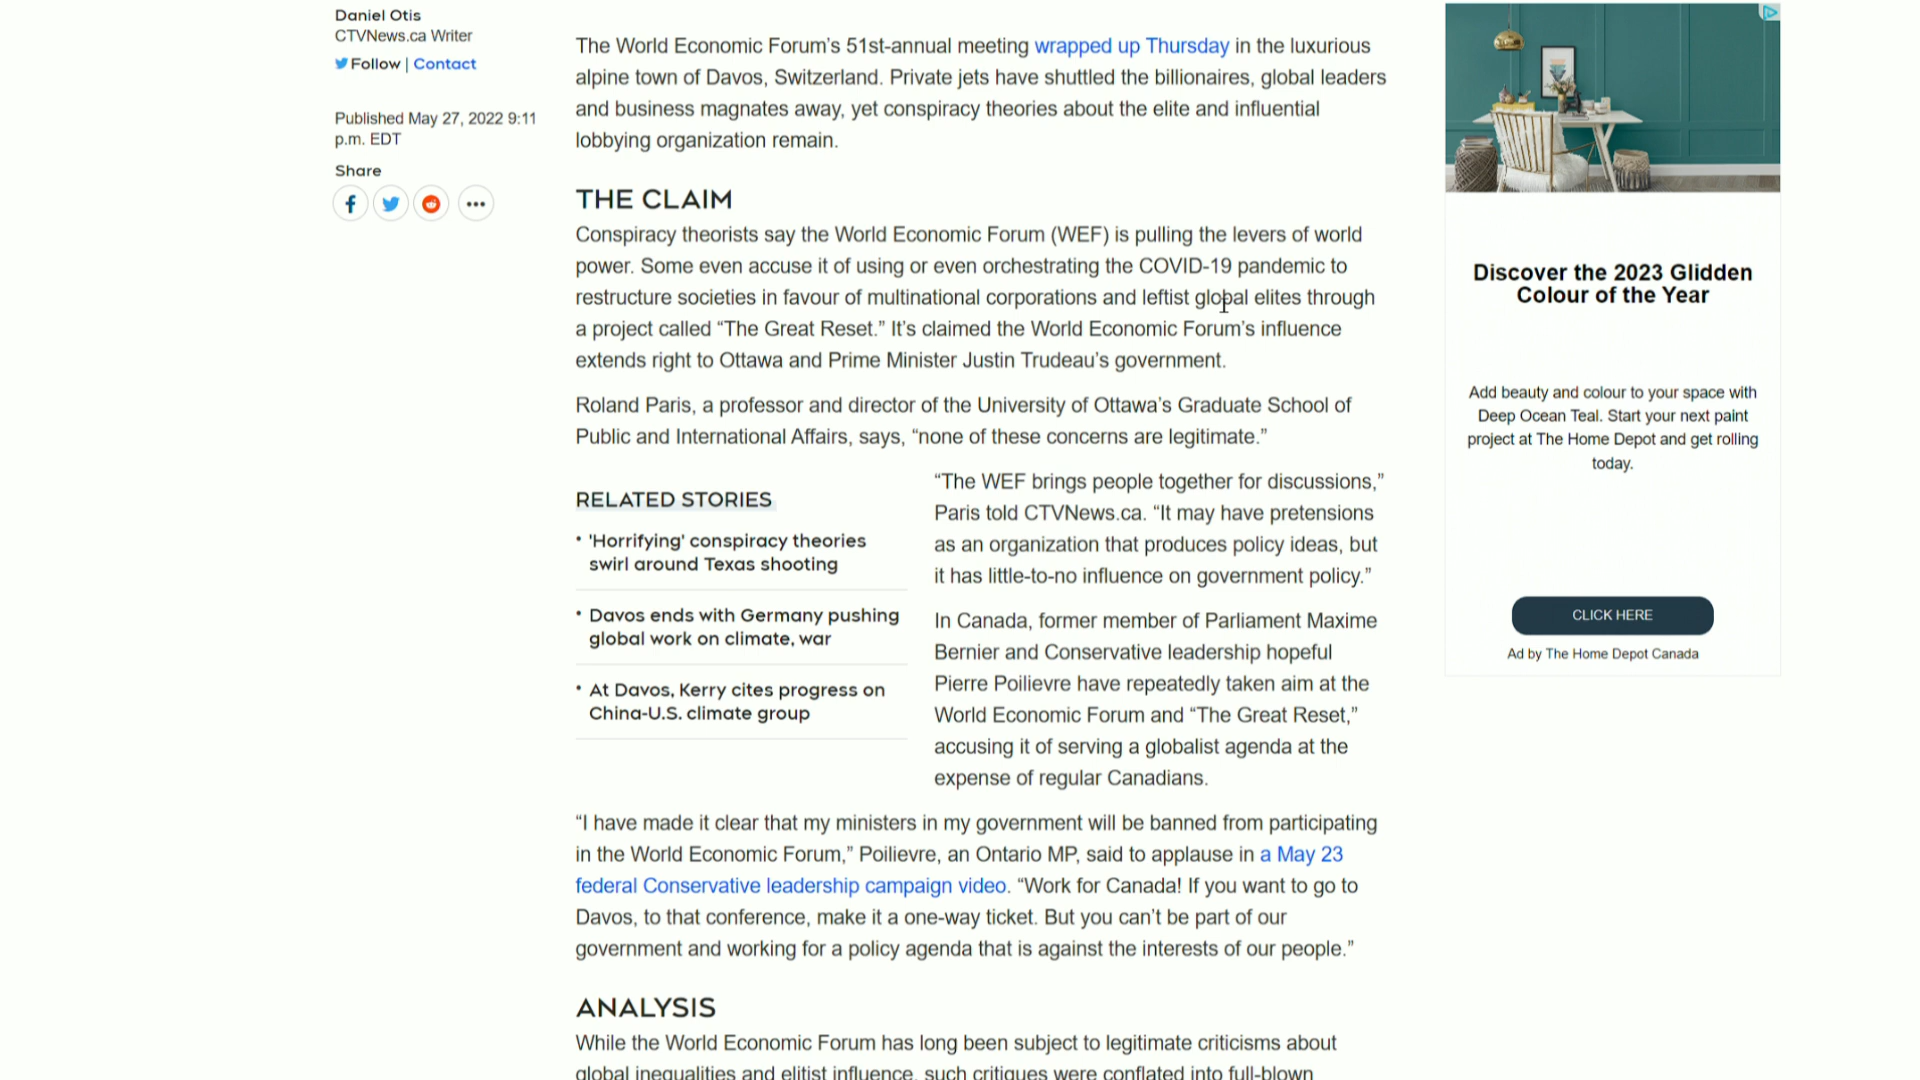 Daniel Otis
CTVNews.ca Writer
Follow | Contact
Published May 27, 2022 9:11
p.m. EDT
Share
The World Economic Forum’s 51st-annual meeting wrapped up Thursday in the luxurious
alpine town of Davos, Switzerland. Private jets have shuttled the billionaires, global leaders
and business magnates away, yet conspiracy theories about the elite and influential
lobbying organization remain.
THE CLAIM
Conspiracy theorists say the World Economic Forum (WEF) is pulling the levers of world
power. Some even accuse it of using or even orchestrating the COVID-19 pandemic to
restructure societies in favour of multinational corporations and leftist global elites through
a project called “The Great Reset.” It’s claimed the World Economic Forum’s influence
extends right to Ottawa and Prime Minister Justin Trudeau’s government.
Roland Paris, a professor and director of the University of Ottawa’s Graduate School of
Public and International Affairs, says, “none of these concerns are legitimate.”
RELATED STORIES
• 'Horrifying' conspiracy theories
swirl around Texas shooting
• Davos ends with Germany pushing
global work on climate, war
• At Davos, Kerry cites progress on
China-U.S. climate group
“The WEF brings people together for discussions,”
Paris told CTVNews.ca. “It may have pretensions
as an organization that produces policy ideas, but
it has little-to-no influence on government policy.”
In Canada, former member of Parliament Maxime
Bernier and Conservative leadership hopeful
Pierre Poilievre have repeatedly taken aim at the
World Economic Forum and “The Great Reset,”
accusing it of serving a globalist agenda at the
expense of regular Canadians.
“I have made it clear that my ministers in my government will be banned from participating
in the World Economic Forum,” Poilievre, an Ontario MP, said to applause in a May 23
federal Conservative leadership campaign video. “Work for Canada! If you want to go to
Davos, to that conference, make it a one-way ticket. But you can’t be part of our
government and working for a policy agenda that is against the interests of our people.”
ANALYSIS
While the World Economic Forum has long been subject to legitimate criticisms about
global inequalities and elitist influence, such critiques were conflated into full-blown
Discover the 2023 Glidden
Colour of the Year
Add beauty and colour to your space with
Deep Ocean Teal. Start your next paint
project at The Home Depot and get rolling
today.
CLICK HERE
Ad by The Home Depot Canada